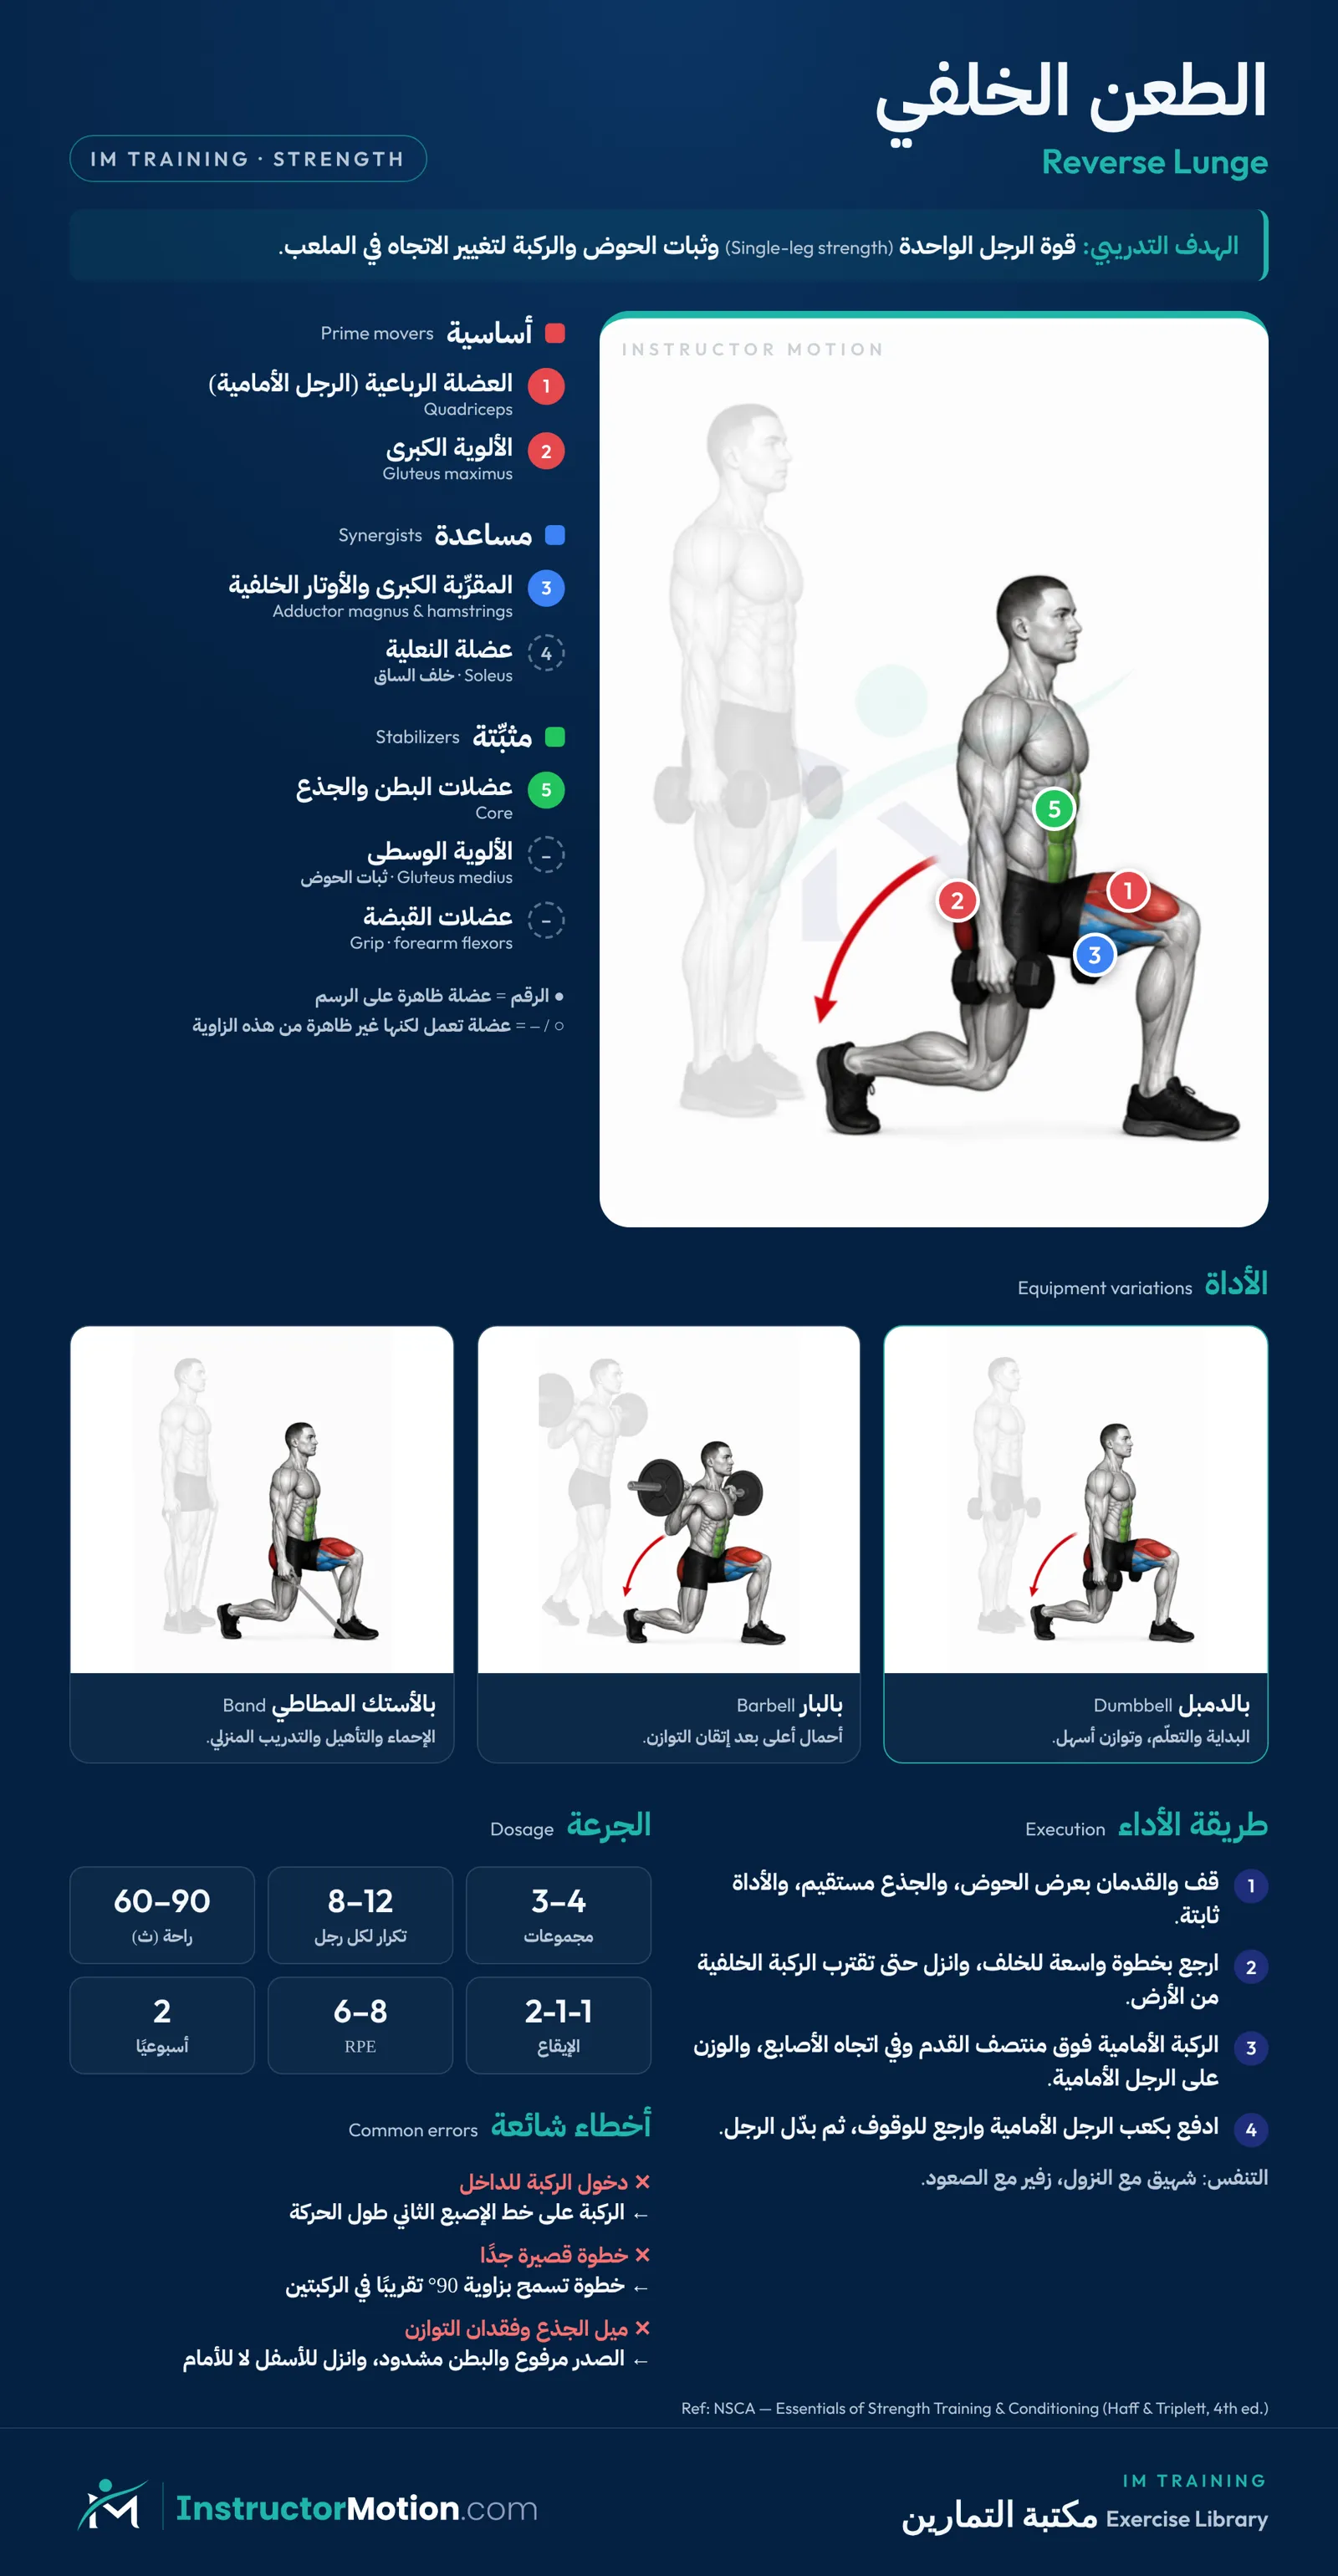 الطعن الخلفي
Reverse Lunge
IM TRAINING · STRENGTH
الهدف التدريبي: قوة الرجل الواحدة (Single-leg strength) وثبات الحوض والركبة لتغيير الاتجاه في الملعب.
INSTRUCTOR MOTION
5
1
2
3
أساسية Prime movers
1 العضلة الرباعية (الرجل الأمامية)
Quadriceps
2 الألوية الكبرى
Gluteus maximus
مساعدة Synergists
3 المقرِّبة الكبرى والأوتار الخلفية
Adductor magnus & hamstrings
4 عضلة النعلية
Soleus · خلف الساق
مثبِّتة Stabilizers
5 عضلات البطن والجذع
Core
– الألوية الوسطى
Gluteus medius · ثبات الحوض
– عضلات القبضة
Grip · forearm flexors
● الرقم = عضلة ظاهرة على الرسم
○ / – = عضلة تعمل لكنها غير ظاهرة من هذه الزاوية
الأداة Equipment variations
بالدمبل Dumbbell
البداية والتعلّم، وتوازن أسهل.
بالبار Barbell
أحمال أعلى بعد إتقان التوازن.
بالأستك المطاطي Band
الإحماء والتأهيل والتدريب المنزلي.
طريقة الأداء Execution
1 قف والقدمان بعرض الحوض، والجذع مستقيم، والأداة
ثابتة.
2 ارجع بخطوة واسعة للخلف، وانزل حتى تقترب الركبة الخلفية
من الأرض.
3 الركبة الأمامية فوق منتصف القدم وفي اتجاه الأصابع، والوزن
على الرجل الأمامية.
4 ادفع بكعب الرجل الأمامية وارجع للوقوف، ثم بدّل الرجل.
التنفس: شهيق مع النزول، زفير مع الصعود.
الجرعة Dosage
3–4
مجموعات
8–12
تكرار لكل رجل
60–90
راحة (ث)
2-1-1
الإيقاع
6–8
RPE
2
أسبوعيًا
أخطاء شائعة Common errors
✕ دخول الركبة للداخل
← الركبة على خط الإصبع الثاني طول الحركة
✕ خطوة قصيرة جدًا
← خطوة تسمح بزاوية 90° تقريبًا في الركبتين
✕ ميل الجذع وفقدان التوازن
← الصدر مرفوع والبطن مشدود، وانزل للأسفل لا للأمام
Ref: NSCA — Essentials of Strength Training & Conditioning (Haff & Triplett, 4th ed.)
IM TRAINING
مكتبة التمارين Exercise Library
InstructorMotion.com